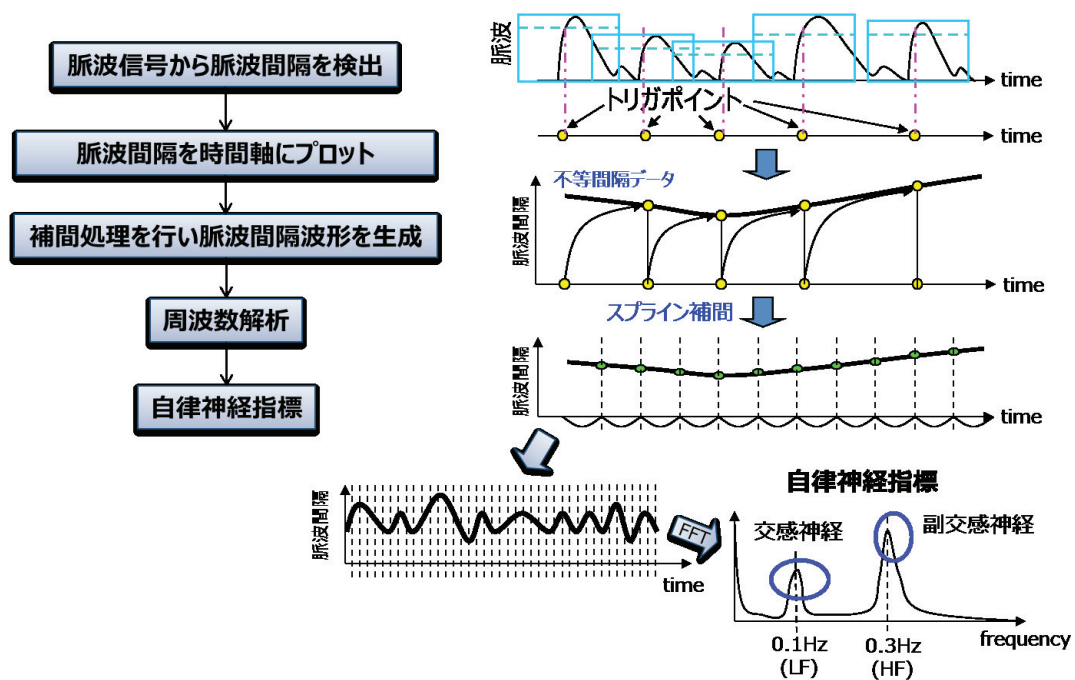 脈波信号から脈波間隔を検出
脈波間隔を時間軸にプロット
補間処理を行い脈波間隔波形を生成
周波数解析
自律神経指標
脈波
time
トリガポイント
time
不等間隔データ
脈波間隔
time
スプライン補間
脈波間隔
time
脈波間隔
time
FFT
自律神経指標
交感神経
副交感神経
frequency
0.1Hz
(LF)
0.3Hz
(HF)